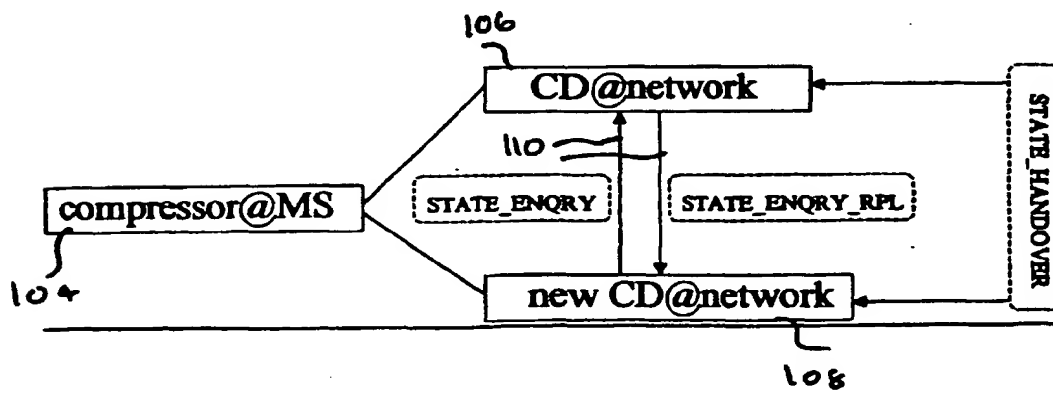 106
CD@network
110
STATE_HANDOVER
STATE_ENQRY
STATE_ENQRY_RPL
compressor@MS
104
new CD@network
108